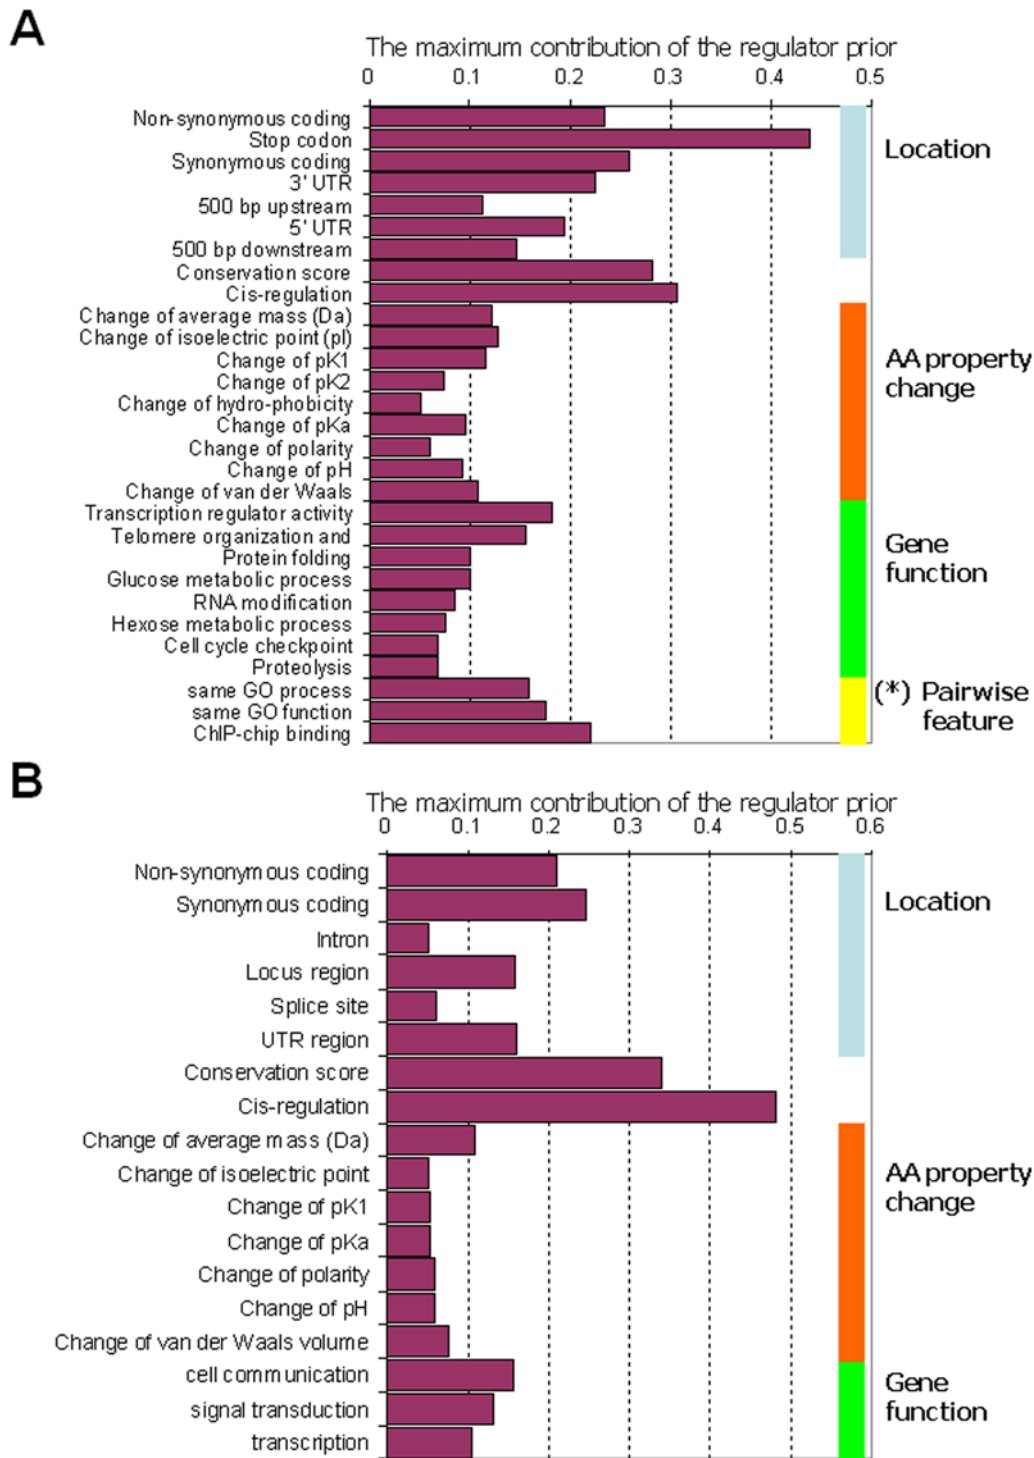 A
The maximum contribution of the regulator prior
0 0.1 0.2 0.3 0.4 0.5
Non-synonymous coding
Stop codon
Synonymous coding
3' UTR
500 bp upstream
5' UTR
500 bp downstream
Conservation score
Cis-regulation
Change of average mass (Da)
Change of isoelectric point (pI)
Change of pK1
Change of pK2
Change of hydro-phobicity
Change of pKa
Change of polarity
Change of pH
Change of van der Waals
Transcription regulator activity
Telomere organization and
Protein folding
Glucose metabolic process
RNA modification
Hexose metabolic process
Cell cycle checkpoint
Proteolysis
same GO process
same GO function
ChIP-chip binding
Location
AA property
change
Gene
function
(*) Pairwise
feature
B
The maximum contribution of the regulator prior
0 0.1 0.2 0.3 0.4 0.5 0.6
Non-synonymous coding
Synonymous coding
Intron
Locus region
Splice site
UTR region
Conservation score
Cis-regulation
Change of average mass (Da)
Change of isoelectric point
Change of pK1
Change of pKa
Change of polarity
Change of pH
Change of van der Waals volume
cell communication
signal transduction
transcription
Location
AA property
change
Gene
function